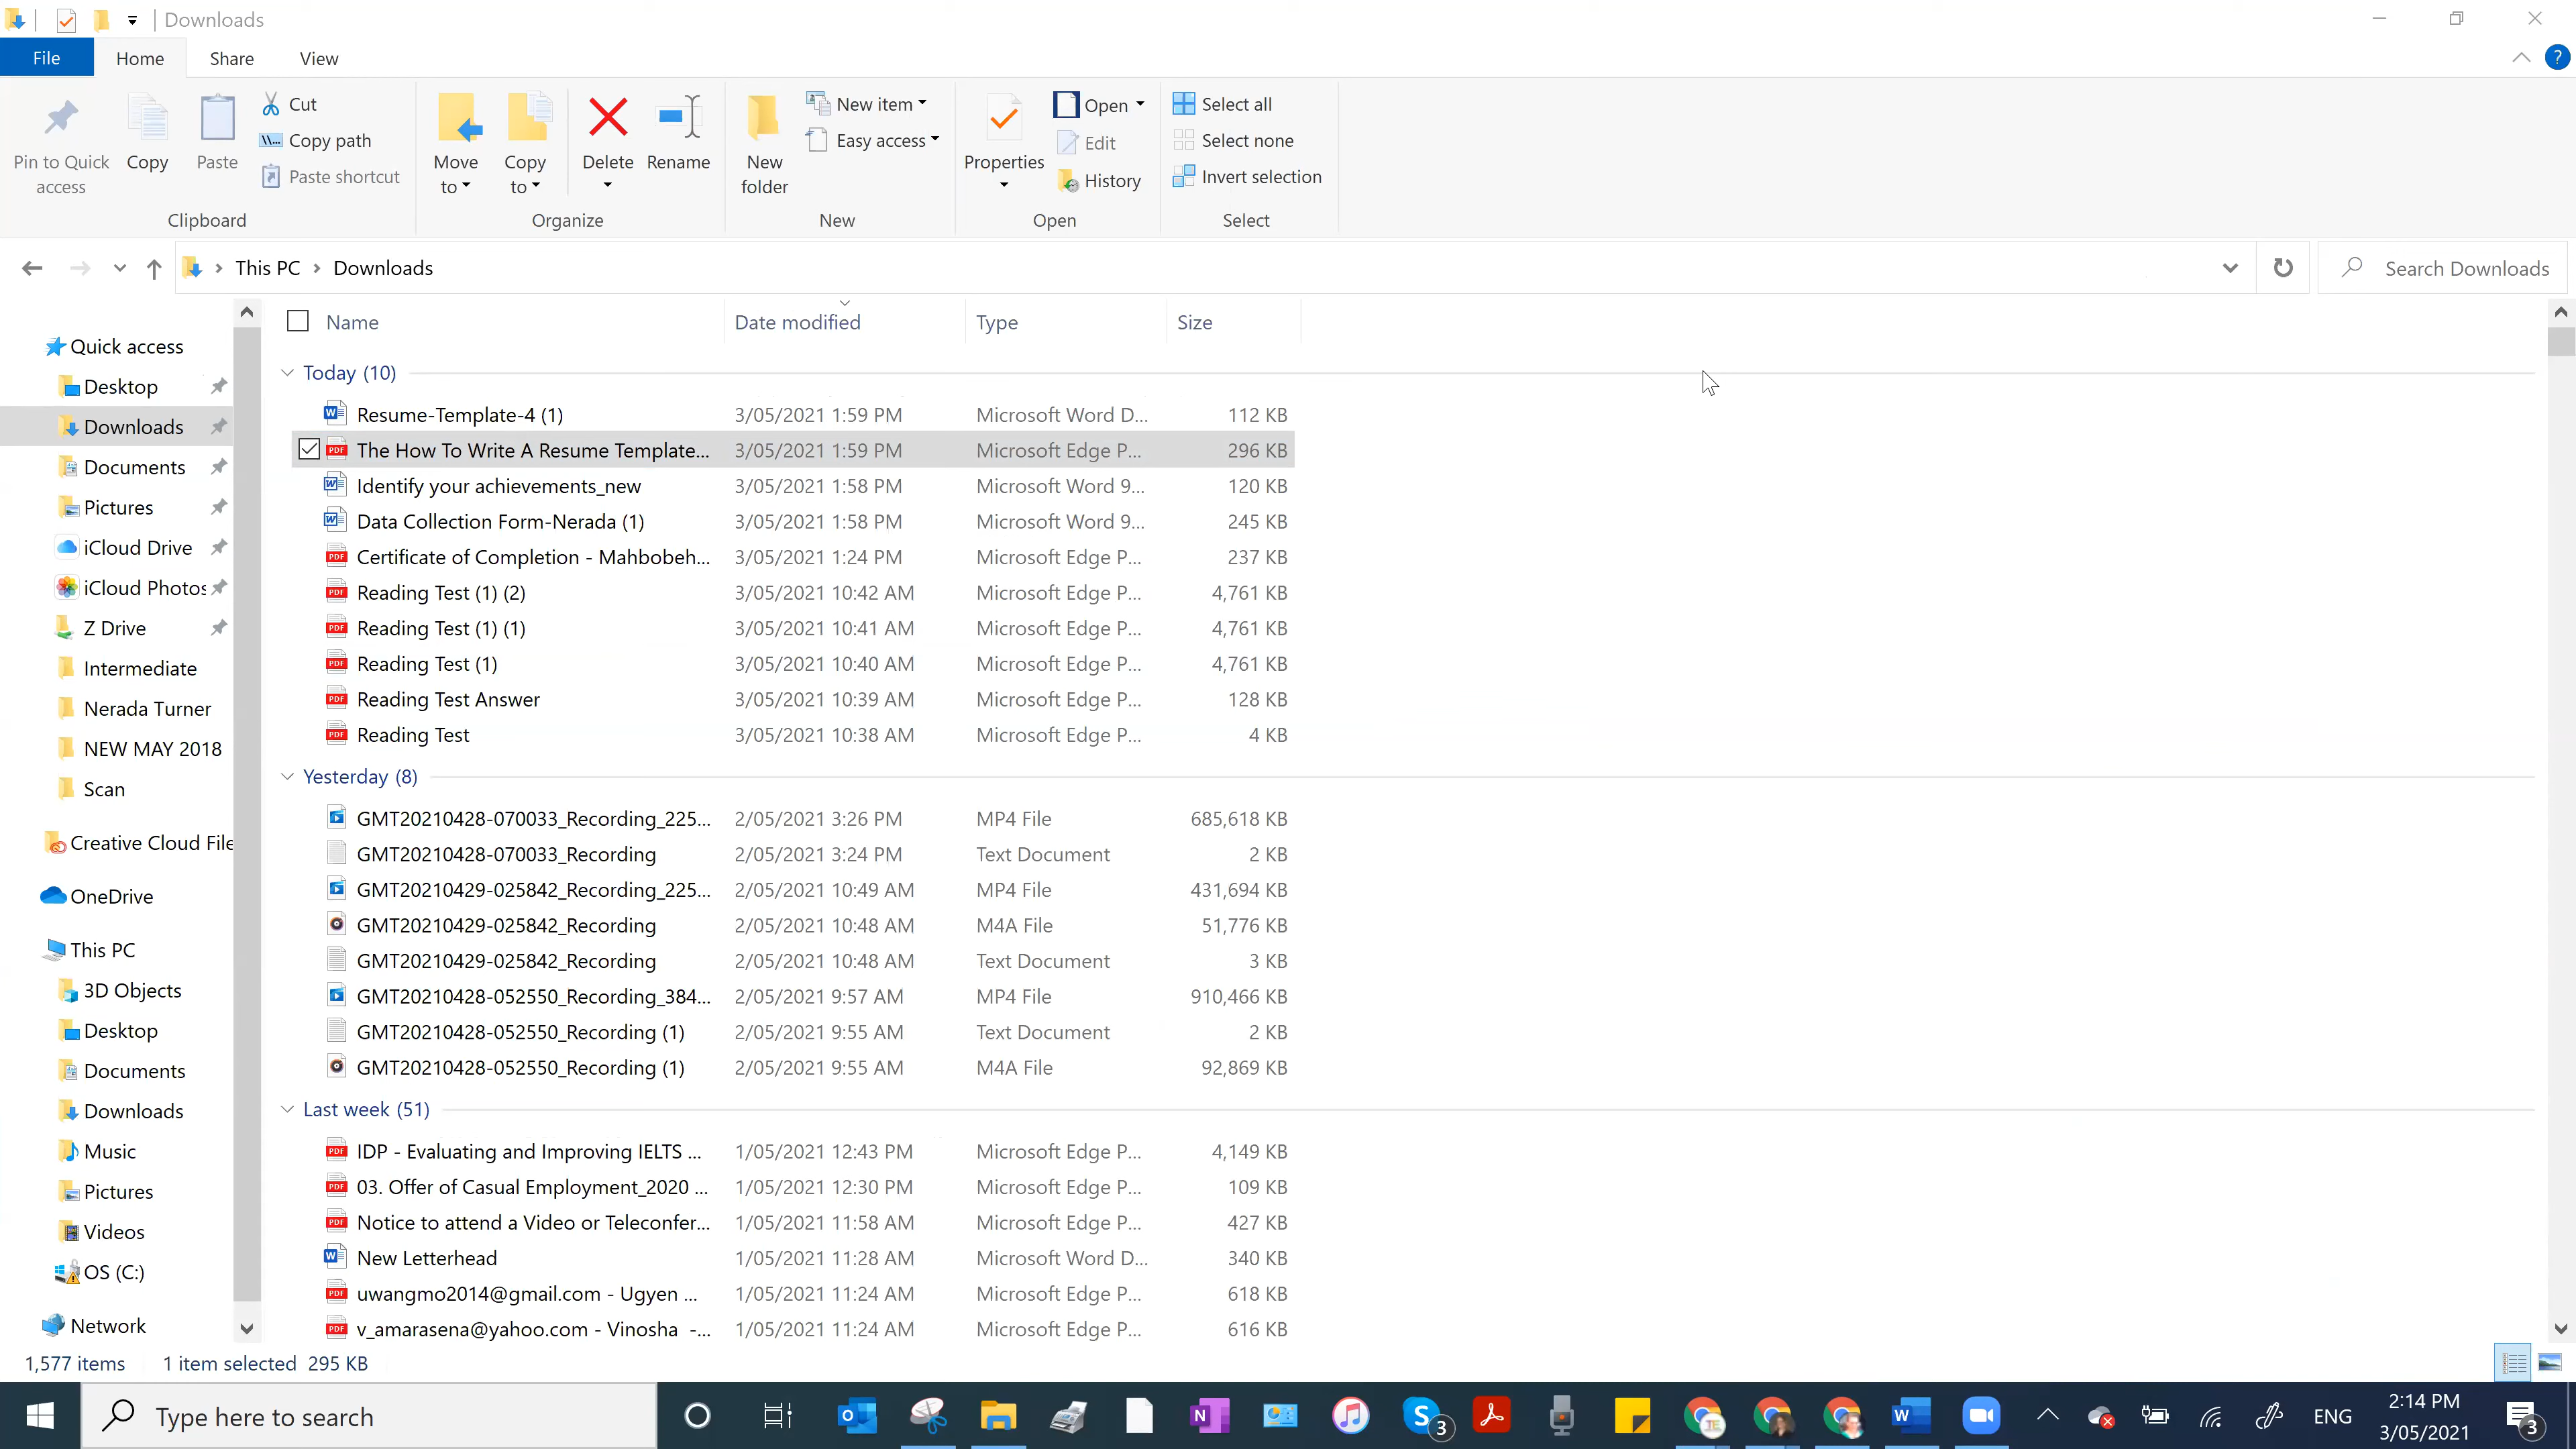 Downloads
File Home Share View
Pin to Quick access
Copy
Paste
Cut
Copy path
Paste shortcut
Clipboard
Move to
Copy to
Delete
Rename
Organize
New folder
New item
Easy access
New
Properties
Open
Edit
History
Open
Select all
Select none
Invert selection
Select
This PC > Downloads
Search Downloads
Quick access
Desktop
Downloads
Documents
Pictures
iCloud Drive
iCloud Photos
Z Drive
Intermediate
Nerada Turner
NEW MAY 2018
Scan
Creative Cloud File
OneDrive
This PC
3D Objects
Desktop
Documents
Downloads
Music
Pictures
Videos
OS (C:)
Network
Name Date modified Type Size
Today (10)
Resume-Template-4 (1) 3/05/2021 1:59 PM Microsoft Word D... 112 KB
The How To Write A Resume Template... 3/05/2021 1:59 PM Microsoft Edge P... 296 KB
Identify your achievements_new 3/05/2021 1:58 PM Microsoft Word 9... 120 KB
Data Collection Form-Nerada (1) 3/05/2021 1:58 PM Microsoft Word 9... 245 KB
Certificate of Completion - Mahbobeh... 3/05/2021 1:24 PM Microsoft Edge P... 237 KB
Reading Test (1) (2) 3/05/2021 10:42 AM Microsoft Edge P... 4,761 KB
Reading Test (1) (1) 3/05/2021 10:41 AM Microsoft Edge P... 4,761 KB
Reading Test (1) 3/05/2021 10:40 AM Microsoft Edge P... 4,761 KB
Reading Test Answer 3/05/2021 10:39 AM Microsoft Edge P... 128 KB
Reading Test 3/05/2021 10:38 AM Microsoft Edge P... 4 KB
Yesterday (8)
GMT20210428-070033_Recording_225... 2/05/2021 3:26 PM MP4 File 685,618 KB
GMT20210428-070033_Recording 2/05/2021 3:24 PM Text Document 2 KB
GMT20210429-025842_Recording_225... 2/05/2021 10:49 AM MP4 File 431,694 KB
GMT20210429-025842_Recording 2/05/2021 10:48 AM M4A File 51,776 KB
GMT20210429-025842_Recording 2/05/2021 10:48 AM Text Document 3 KB
GMT20210428-052550_Recording_384... 2/05/2021 9:57 AM MP4 File 910,466 KB
GMT20210428-052550_Recording (1) 2/05/2021 9:55 AM Text Document 2 KB
GMT20210428-052550_Recording (1) 2/05/2021 9:55 AM M4A File 92,869 KB
Last week (51)
IDP - Evaluating and Improving IELTS ... 1/05/2021 12:43 PM Microsoft Edge P... 4,149 KB
03. Offer of Casual Employment_2020 ... 1/05/2021 12:30 PM Microsoft Edge P... 109 KB
Notice to attend a Video or Teleconfer... 1/05/2021 11:58 AM Microsoft Edge P... 427 KB
New Letterhead 1/05/2021 11:28 AM Microsoft Word D... 340 KB
uwangmo2014@gmail.com - Ugyen ... 1/05/2021 11:24 AM Microsoft Edge P... 618 KB
v_amarasena@yahoo.com - Vinosha -... 1/05/2021 11:24 AM Microsoft Edge P... 616 KB
1,577 items 1 item selected 295 KB
Type here to search
3
ENG
2:14 PM
3/05/2021
3